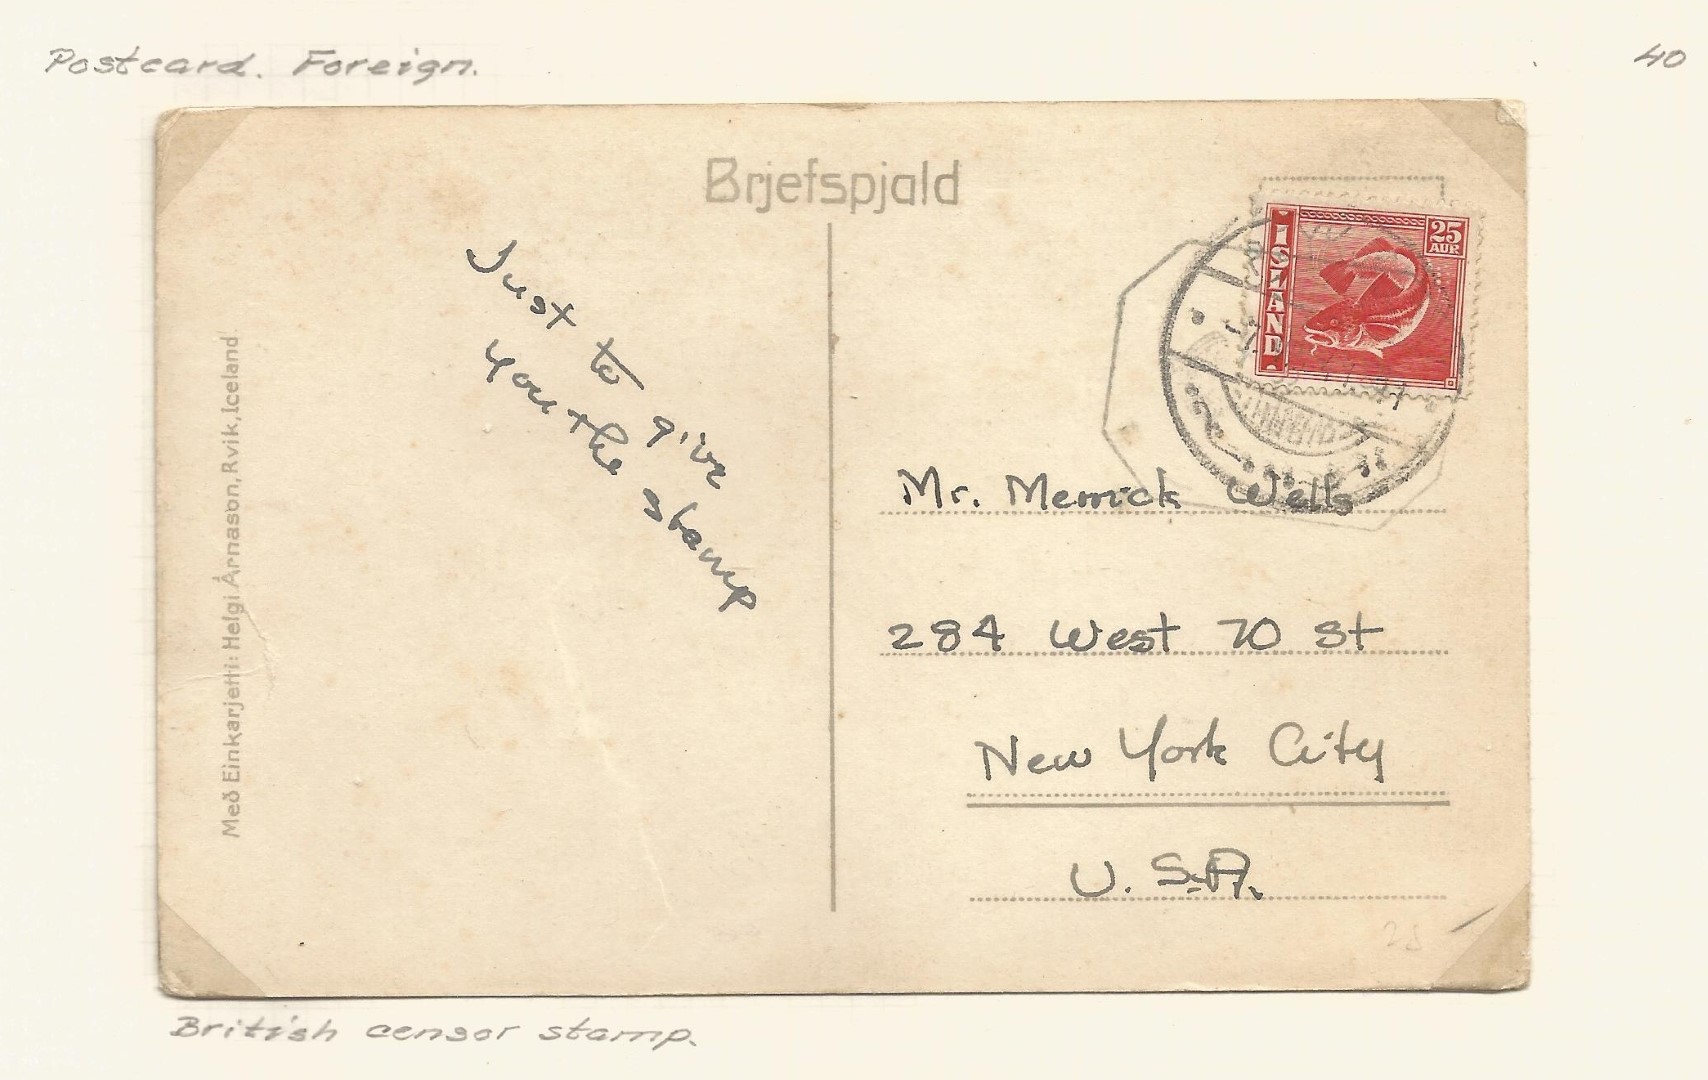 Postcard. Foreign.
40
Brjefspjald
25
AUR
ISLAND
Just to give
you the stamp
Mr. Merrick Wells
284 West 70 St
New York City
U.S.A.
Með Einkarjetti: Helgi Árnason, Rvik, Iceland
28
British censor stamp.